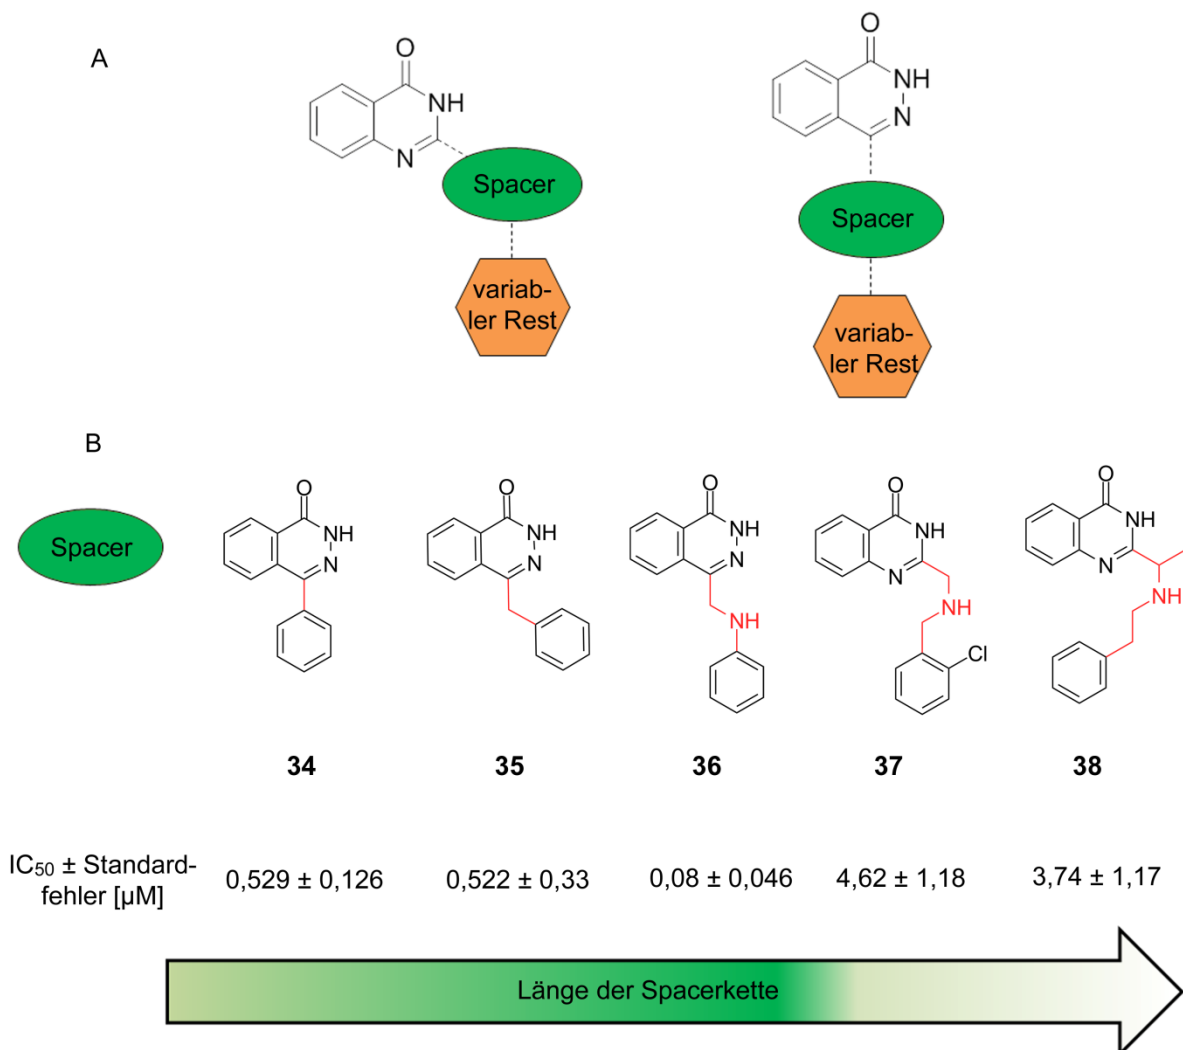 A
O
NH
N
Spacer
variab-
ler Rest
O
NH
N
Spacer
variab-
ler Rest
B
Spacer
O
NH
N
O
NH
N
O
NH
N
NH
O
NH
N
NH
Cl
O
NH
N
NH
34 35 36 37 38
IC50 ± Standard-
fehler [µM]
0,529 ± 0,126 0,522 ± 0,33 0,08 ± 0,046 4,62 ± 1,18 3,74 ± 1,17
Länge der Spacerkette